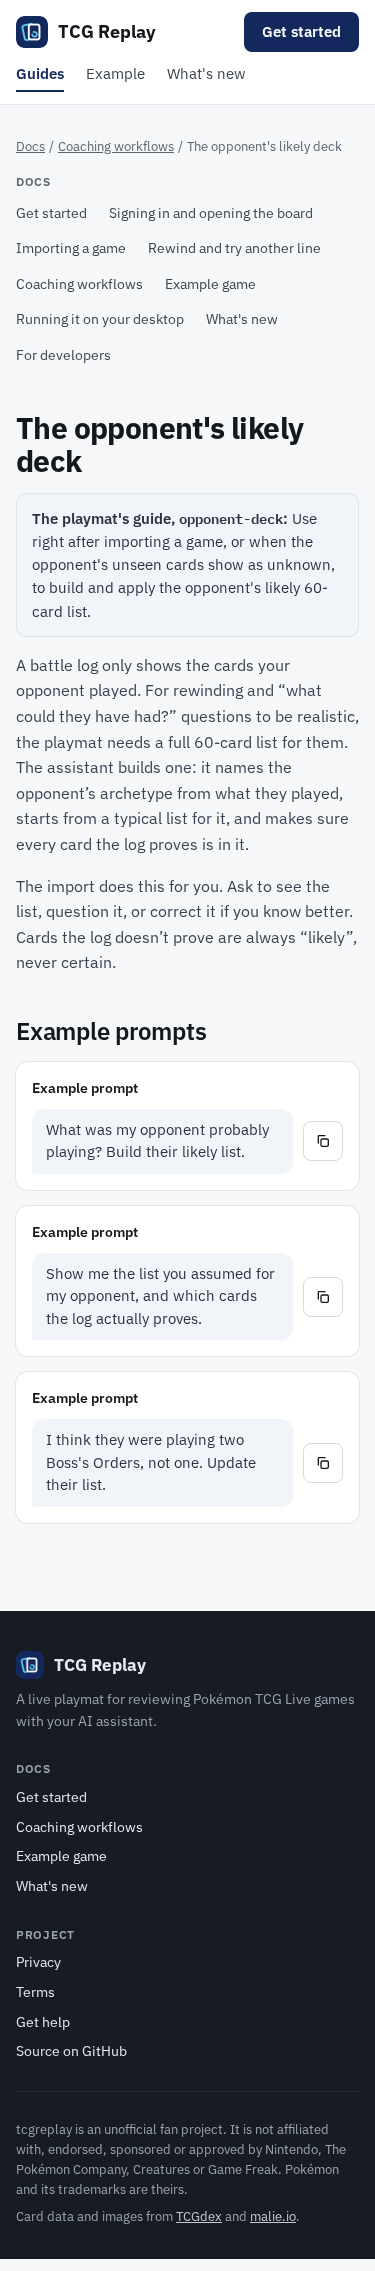 TCG Replay
Get started
Guides
Example
What's new
Docs / Coaching workflows / The opponent's likely deck
DOCS
Get started
Signing in and opening the board
Importing a game
Rewind and try another line
Coaching workflows
Example game
Running it on your desktop
What's new
For developers
The opponent's likely
deck
The playmat's guide, opponent-deck: Use
right after importing a game, or when the
opponent's unseen cards show as unknown,
to build and apply the opponent's likely 60-
card list.
A battle log only shows the cards your
opponent played. For rewinding and “what
could they have had?” questions to be realistic,
the playmat needs a full 60-card list for them.
The assistant builds one: it names the
opponent’s archetype from what they played,
starts from a typical list for it, and makes sure
every card the log proves is in it.
The import does this for you. Ask to see the
list, question it, or correct it if you know better.
Cards the log doesn’t prove are always “likely”,
never certain.
Example prompts
Example prompt
What was my opponent probably
playing? Build their likely list.
Example prompt
Show me the list you assumed for
my opponent, and which cards
the log actually proves.
Example prompt
I think they were playing two
Boss's Orders, not one. Update
their list.
TCG Replay
A live playmat for reviewing Pokémon TCG Live games
with your AI assistant.
DOCS
Get started
Coaching workflows
Example game
What's new
PROJECT
Privacy
Terms
Get help
Source on GitHub
tcgreplay is an unofficial fan project. It is not affiliated
with, endorsed, sponsored or approved by Nintendo, The
Pokémon Company, Creatures or Game Freak. Pokémon
and its trademarks are theirs.
Card data and images from TCGdex and malie.io.